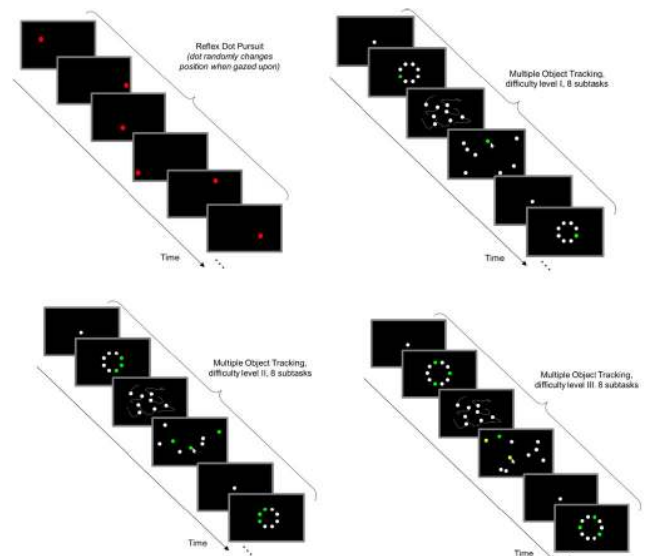 Reflex Dot Pursuit
(dot randomly changes
position when gazed upon)
Time
Multiple Object Tracking,
difficulty level I, 8 subtasks
Time
Multiple Object Tracking,
difficulty level II, 8 subtasks
Time
Multiple Object Tracking,
difficulty level III. 8 subtasks
Time